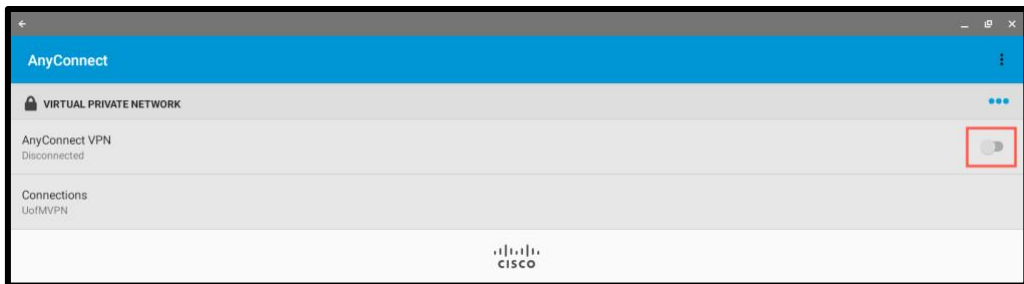 AnyConnect
VIRTUAL PRIVATE NETWORK
AnyConnect VPN
Disconnected
Connections
UofMVPN
CISCO